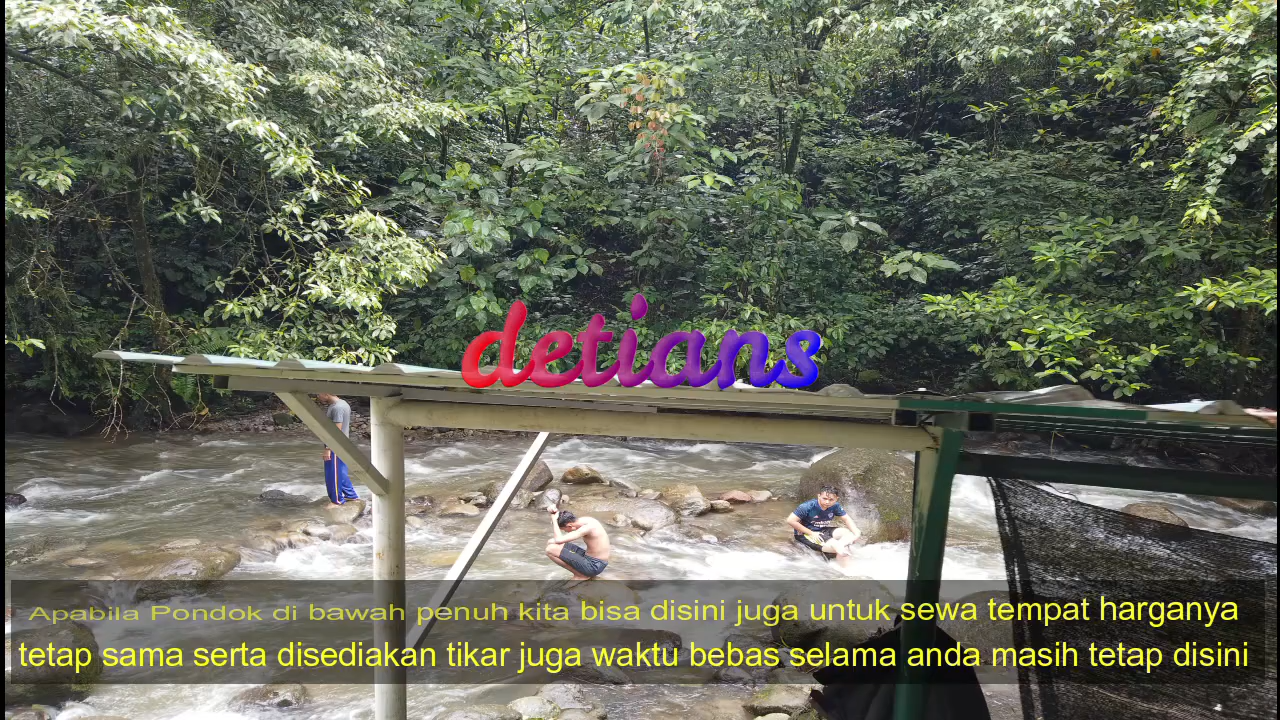 detians
Apabila Pondok di bawah penuh kita bisa disini juga untuk sewa tempat harganya
tetap sama serta disediakan tikar juga waktu bebas selama anda masih tetap disini